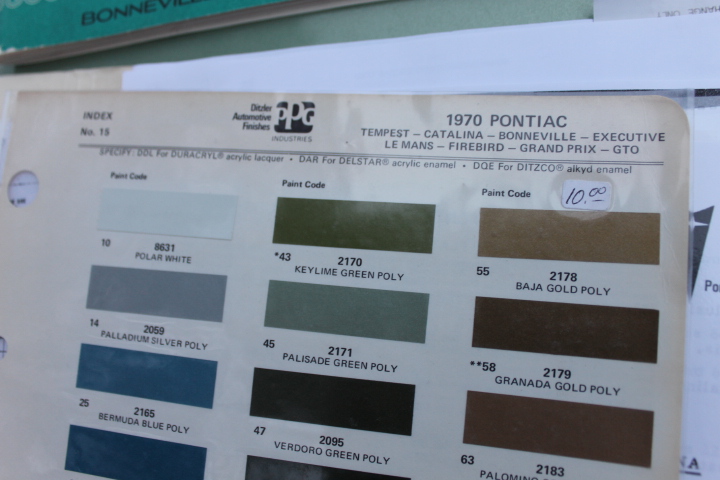 BONNEVILL
INDEX
No. 15
Ditzler
Automotive
Finishes
PPG
INDUSTRIES
1970 PONTIAC
TEMPEST – CATALINA – BONNEVILLE – EXECUTIVE
LE MANS – FIREBIRD – GRAND PRIX – GTO
SPECIFY: DDL For DURACRYL® acrylic lacquer • DAR For DELSTAR® acrylic enamel • DQE For DITZCO® alkyd enamel
Paint Code
10 8631
POLAR WHITE
14 2059
PALLADIUM SILVER POLY
25 2165
BERMUDA BLUE POLY
Paint Code
*43 2170
KEYLIME GREEN POLY
45 2171
PALISADE GREEN POLY
47 2095
VERDORO GREEN POLY
Paint Code
10.00
55 2178
BAJA GOLD POLY
**58 2179
GRANADA GOLD POLY
63 2183
PALOMINO